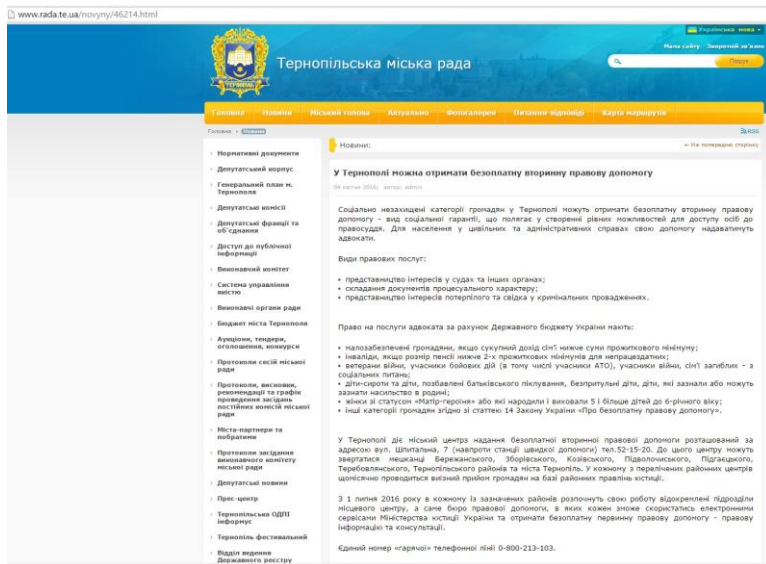 www.rada.te.ua/novyny/46214.html
Українська мова
Мапа сайту Зворотній зв'язок
Тернопільська міська рада
Пошук
ТЕРНОПІЛЬ
Головна Новини Міський голова Актуально Фотогалерея Питання-відповіді Карта маршрутів
Головна › Новини
RSS
Новини:
← На попередню сторінку
Нормативні документи
Депутатський корпус
Генеральний план м.
Тернополя
Депутатські комісії
Депутатські фракції та
об'єднання
Доступ до публічної
інформації
Виконавчий комітет
Система управління
якістю
Виконавчі органи ради
Бюджет міста Тернополя
Аукціони, тендери,
оголошення, конкурси
Протоколи сесій міської
ради
Протоколи, висновки,
рекомендації та графік
проведення засідань
постійних комісій міської
ради
Міста-партнери та
побратими
Протоколи засідання
виконавчого комітету
міської ради
Депутатські новини
Прес-центр
Тернопільська ОДПІ
інформує
Тернопіль фестивальний
Відділ ведення
Державного реєстру
У Тернополі можна отримати безоплатну вторинну правову допомогу
04 квітня 2016; автор: admin
Соціально незахищені категорії громадян у Тернополі можуть отримати безоплатну вторинну правову
допомогу - вид соціальної гарантії, що полягає у створенні рівних можливостей для доступу осіб до
правосуддя. Для населення у цивільних та адміністративних справах свою допомогу надаватимуть
адвокати.
Види правових послуг:
• представництво інтересів у судах та інших органах;
• складання документів процесуального характеру;
• представництво інтересів потерпілого та свідка у кримінальних провадженнях.
Право на послуги адвоката за рахунок Державного бюджету України мають:
• малозабезпечені громадяни, якщо сукупний дохід сім'ї нижче суми прожиткового мінімуму;
• інваліди, якщо розмір пенсії нижче 2-х прожиткових мінімумів для непрацездатних;
• ветерани війни, учасники бойових дій (в тому числі учасники АТО), учасники війни, сім'ї загиблих - з
соціальних питань;
• діти-сироти та діти, позбавлені батьківського піклування, безпритульні діти, діти, які зазнали або можуть
зазнати насильство в родині;
• жінки зі статусом «Матір-героїня» або які народили і виховали 5 і більше дітей до 6-річного віку;
• інші категорії громадян згідно зі статтею 14 Закону України «Про безоплатну правову допомогу».
У Тернополі діє міський центр надання безоплатної вторинної правової допомоги розташований за
адресою вул. Шпитальна, 7 (навпроти станції швидкої допомоги) тел.52-15-20. До цього центру можуть
звертатися мешканці Бережанського, Зборівського, Козівського, Підволочиського, Підгаєцького,
Теребовлянського, Тернопільського районів та міста Тернопіль. У кожному з перелічених районних центрів
щомісячно проводиться виїзний прийом громадян на базі районних правлінь юстиції.
З 1 липня 2016 року в кожному із зазначених районів розпочнуть свою роботу відокремлені підрозділи
місцевого центру, а саме бюро правової допомоги, в яких кожен зможе скористатись електронними
сервісами Міністерства юстиції України та отримати безоплатну первинну правову допомогу - правову
інформацію та консультації.
Єдиний номер «гарячої» телефонної лінії 0-800-213-103.